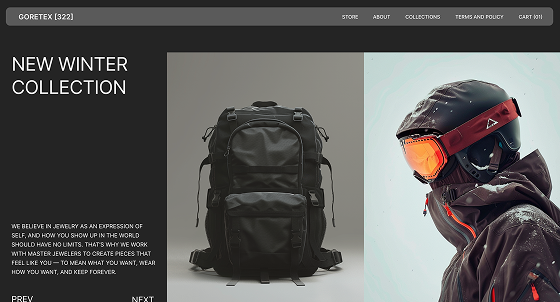 GORETEX [322]
STORE
ABOUT
COLLECTIONS
TERMS AND POLICY
CART (01)
NEW WINTER
COLLECTION
WE BELIEVE IN JEWELRY AS AN EXPRESSION OF
SELF, AND HOW YOU SHOW UP IN THE WORLD
SHOULD HAVE NO LIMITS. THAT'S WHY WE WORK
WITH MASTER JEWELERS TO CREATE PIECES THAT
FEEL LIKE YOU — TO MEAN WHAT YOU WANT, WEAR
HOW YOU WANT, AND KEEP FOREVER.
PREV
NEXT